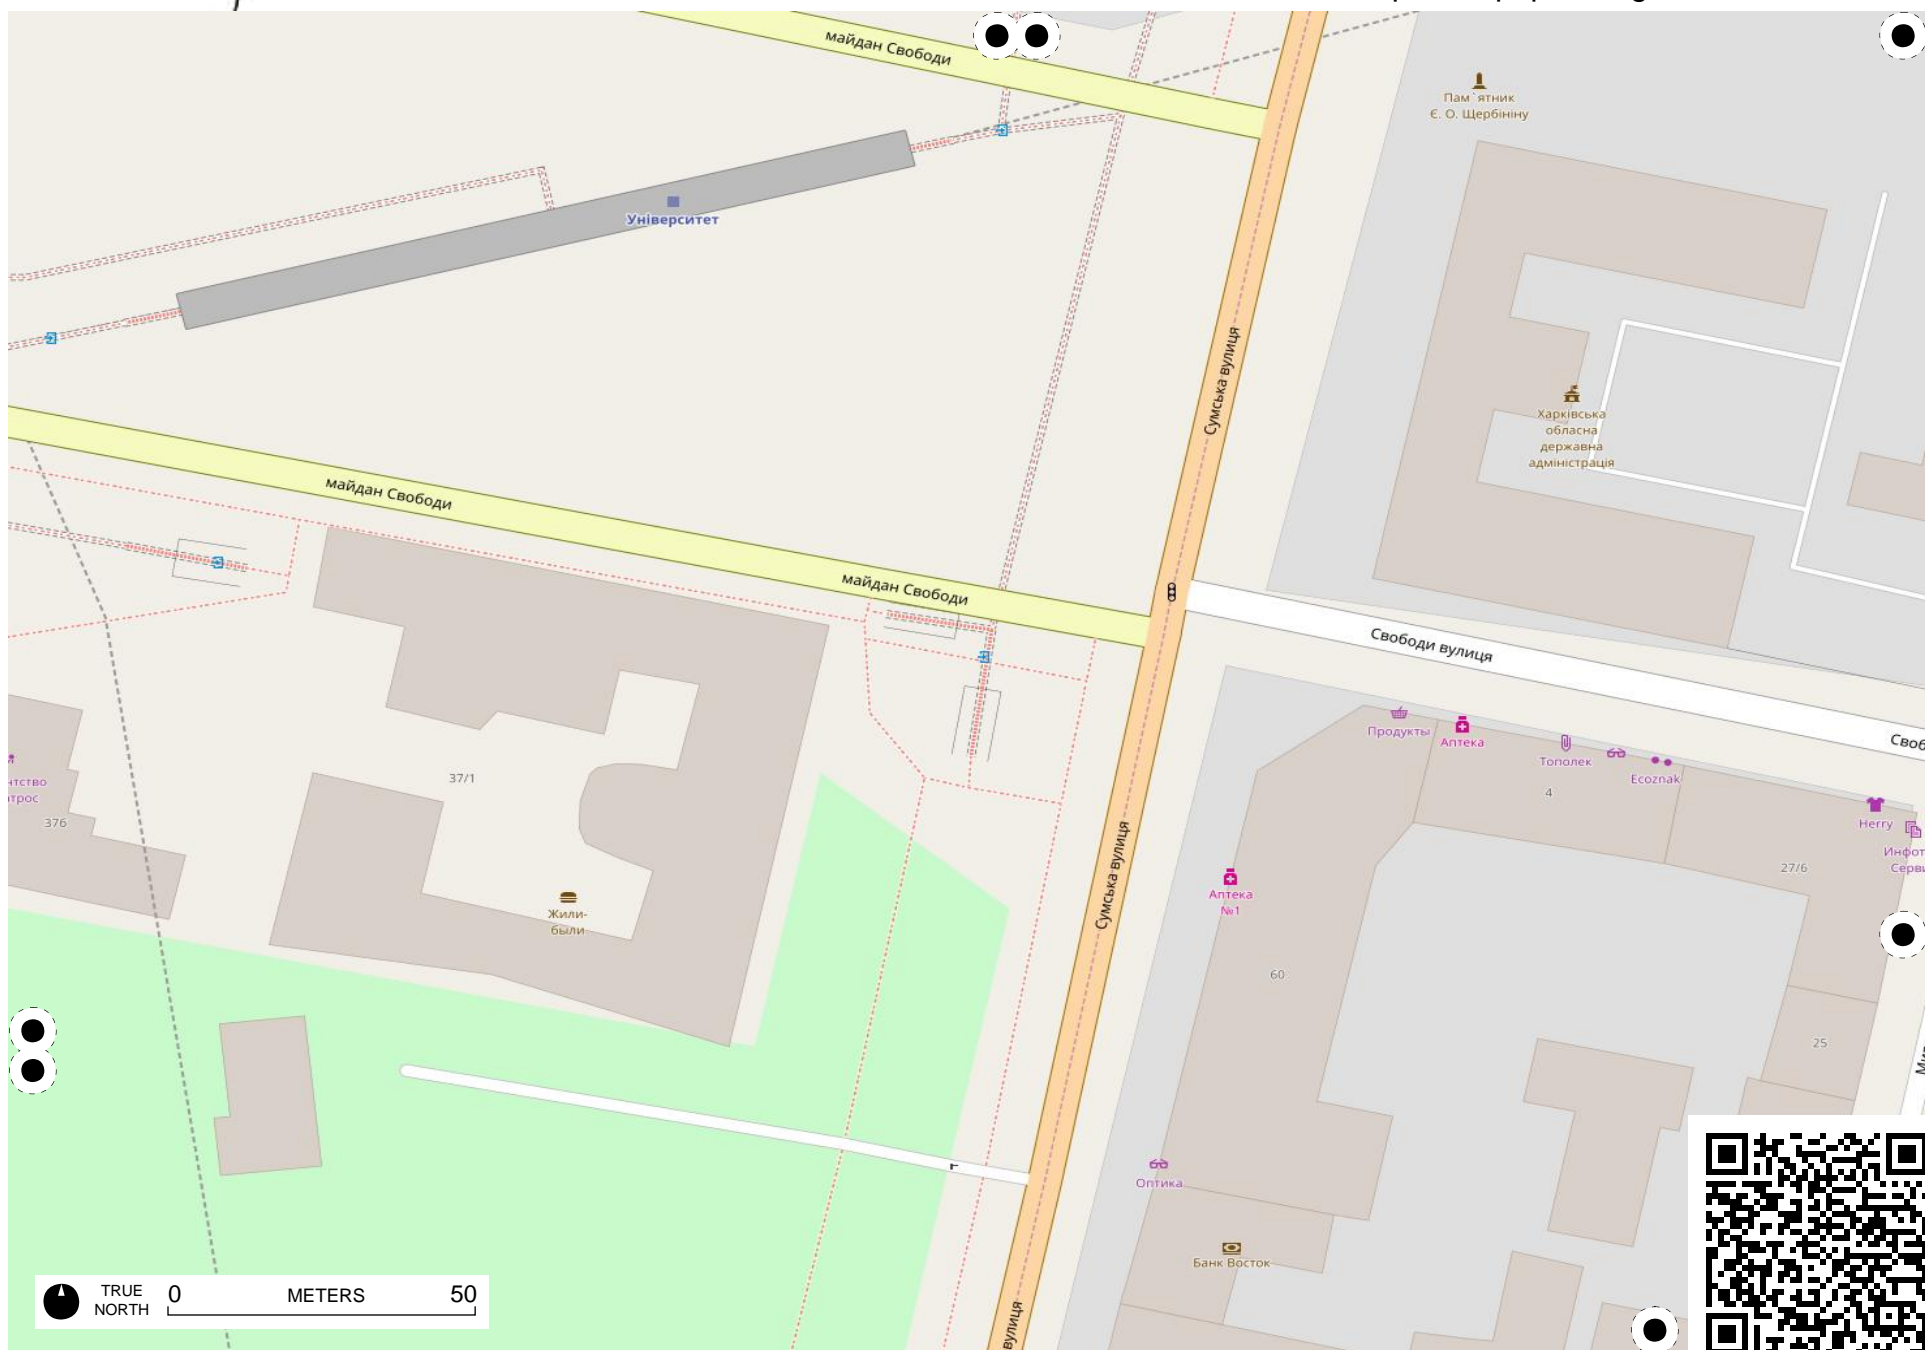 майдан Свободи
Пам`ятник
Є. О. Щербініну
Університет
Сумська вулиця
Харківська
обласна
державна
адміністрація
майдан Свободи
майдан Свободи
Свободи вулиця
Продукты
Аптека
Тополек
Ecoznak
4
Herry
27/6
37/1
376
Сумська вулиця
Аптека
№1
Жили-
были
60
25
Оптика
Банк Восток
вулиця
TRUE
NORTH
0 METERS 50